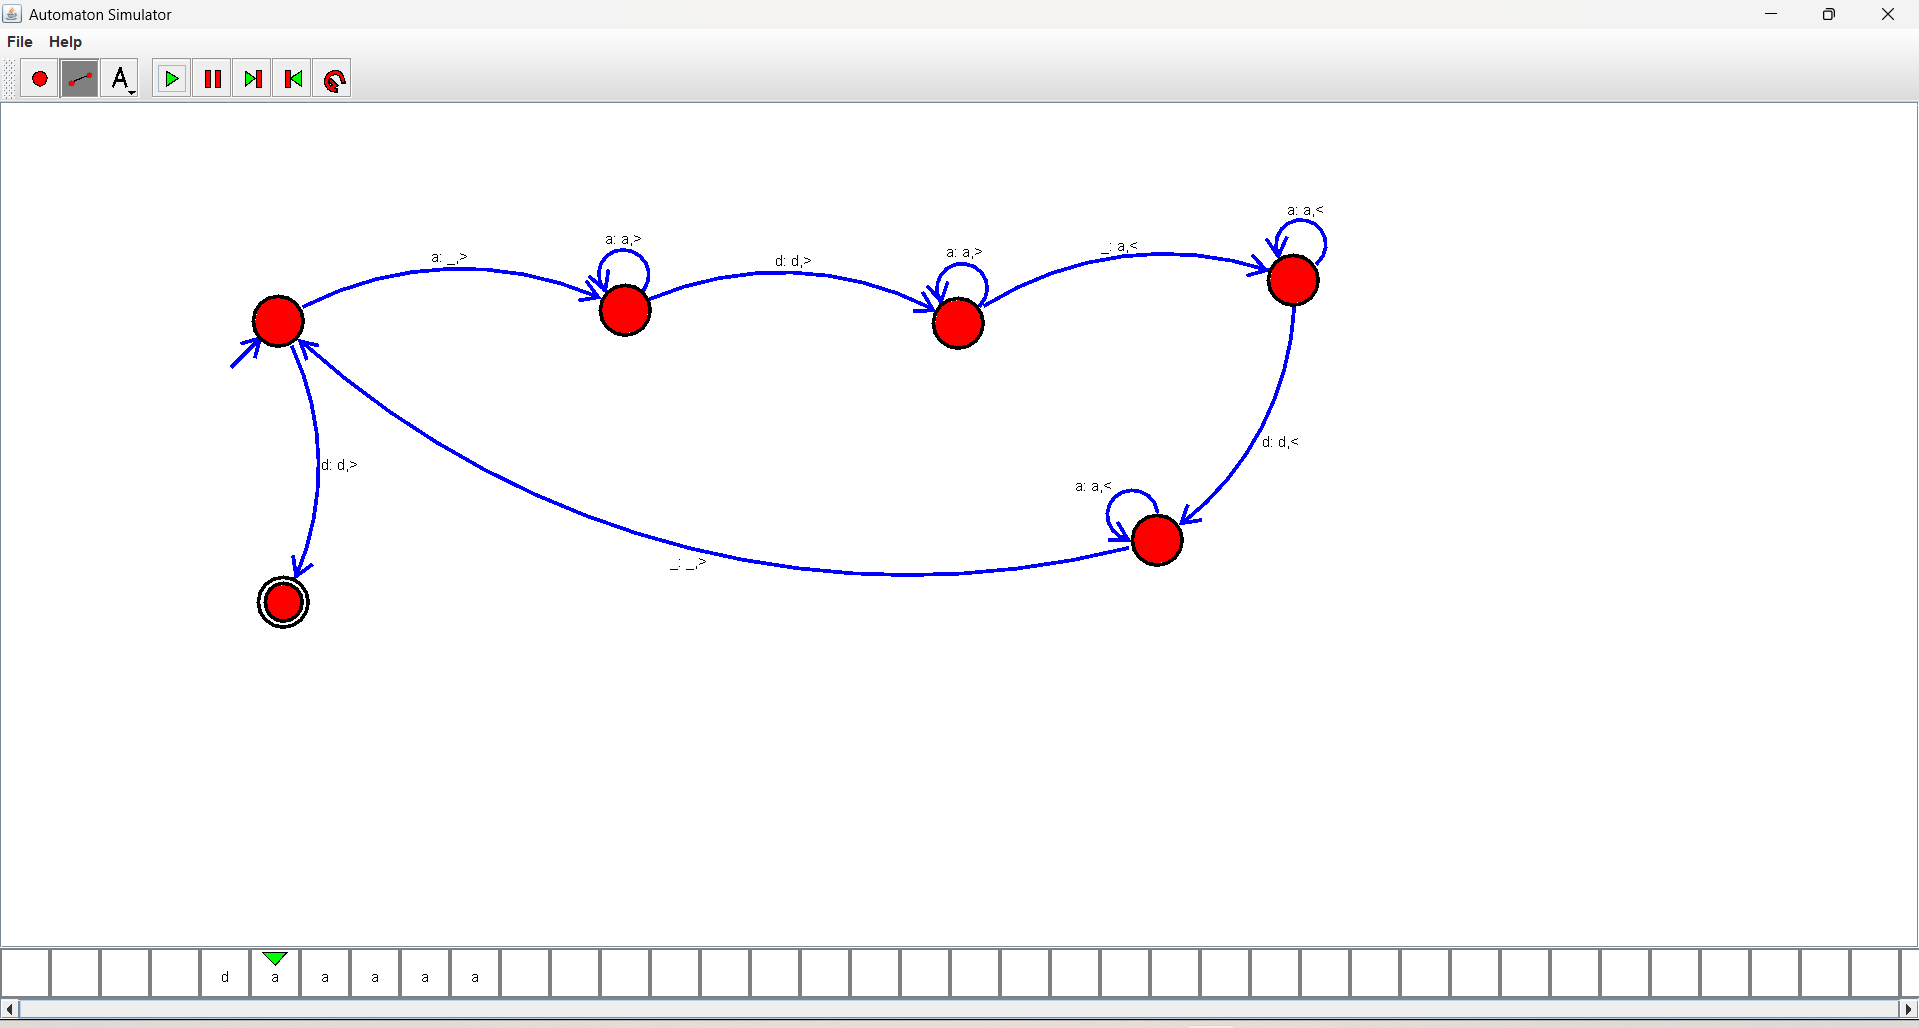 Automaton Simulator
File Help
A
a: a,<
a: a,>
a: _,>
d: d,>
a: a,>
_: a,<
d: d,<
d: d,>
a: a,<
_: _,>
d a a a a a